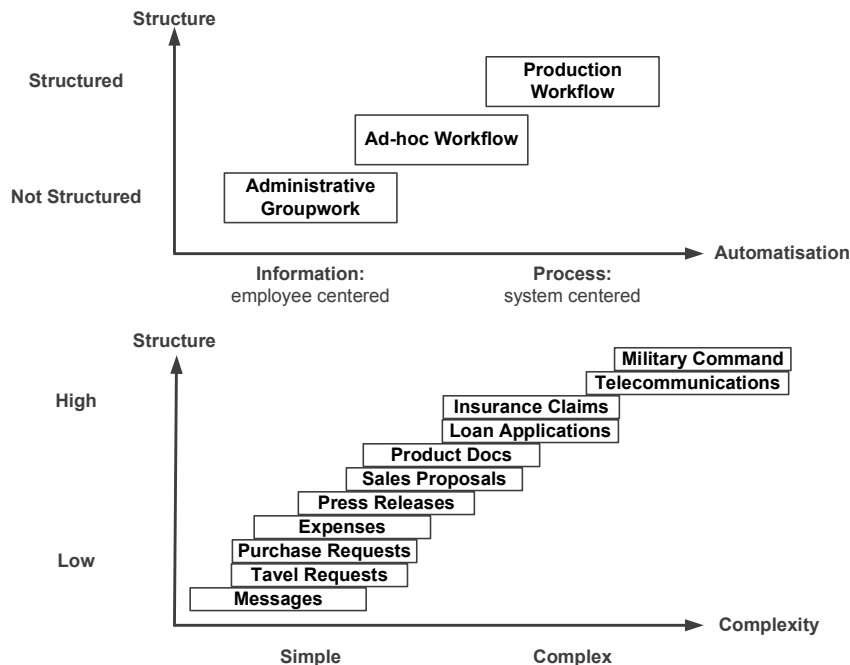 Structure
Structured
Production
Workflow
Ad-hoc Workflow
Not Structured
Administrative
Groupwork
Automatisation
Information:
employee centered
Process:
system centered
Structure
Military Command
Telecommunications
High
Insurance Claims
Loan Applications
Product Docs
Sales Proposals
Press Releases
Expenses
Purchase Requests
Low
Tavel Requests
Messages
Complexity
Simple
Complex